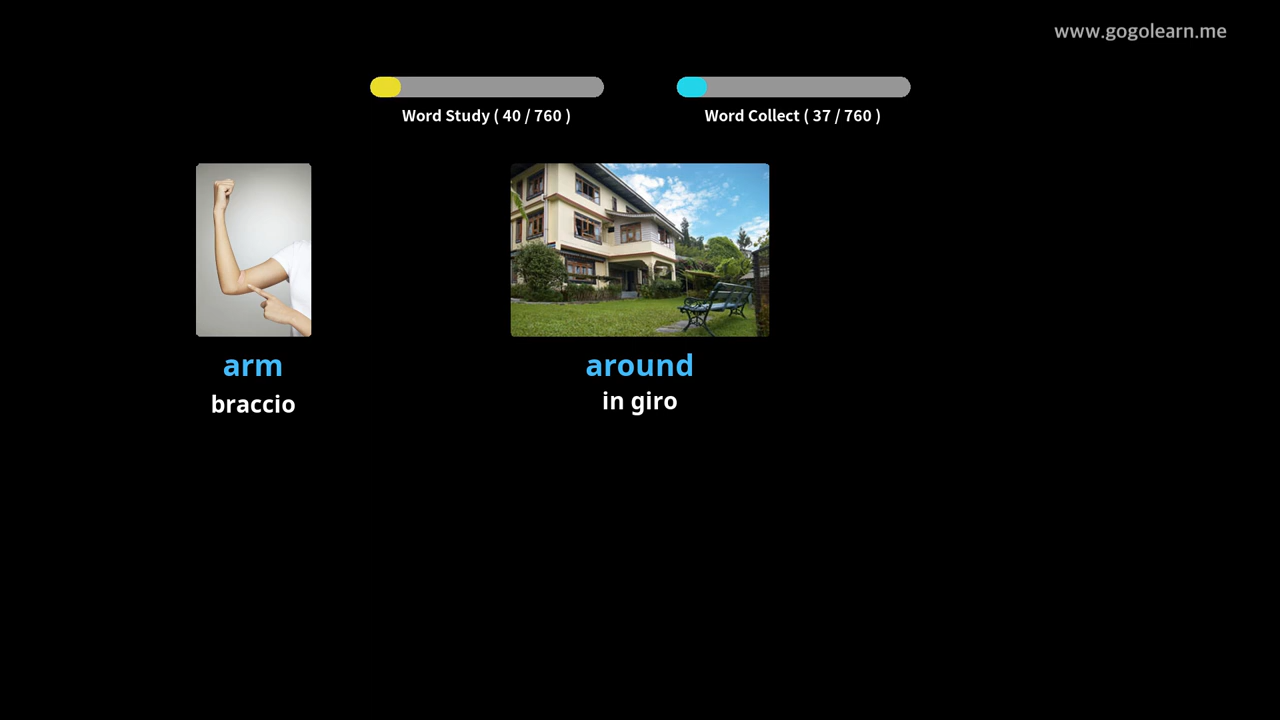 www.gogolearn.me
Word Study ( 40 / 760 )
Word Collect ( 37 / 760 )
arm
braccio
around
in giro